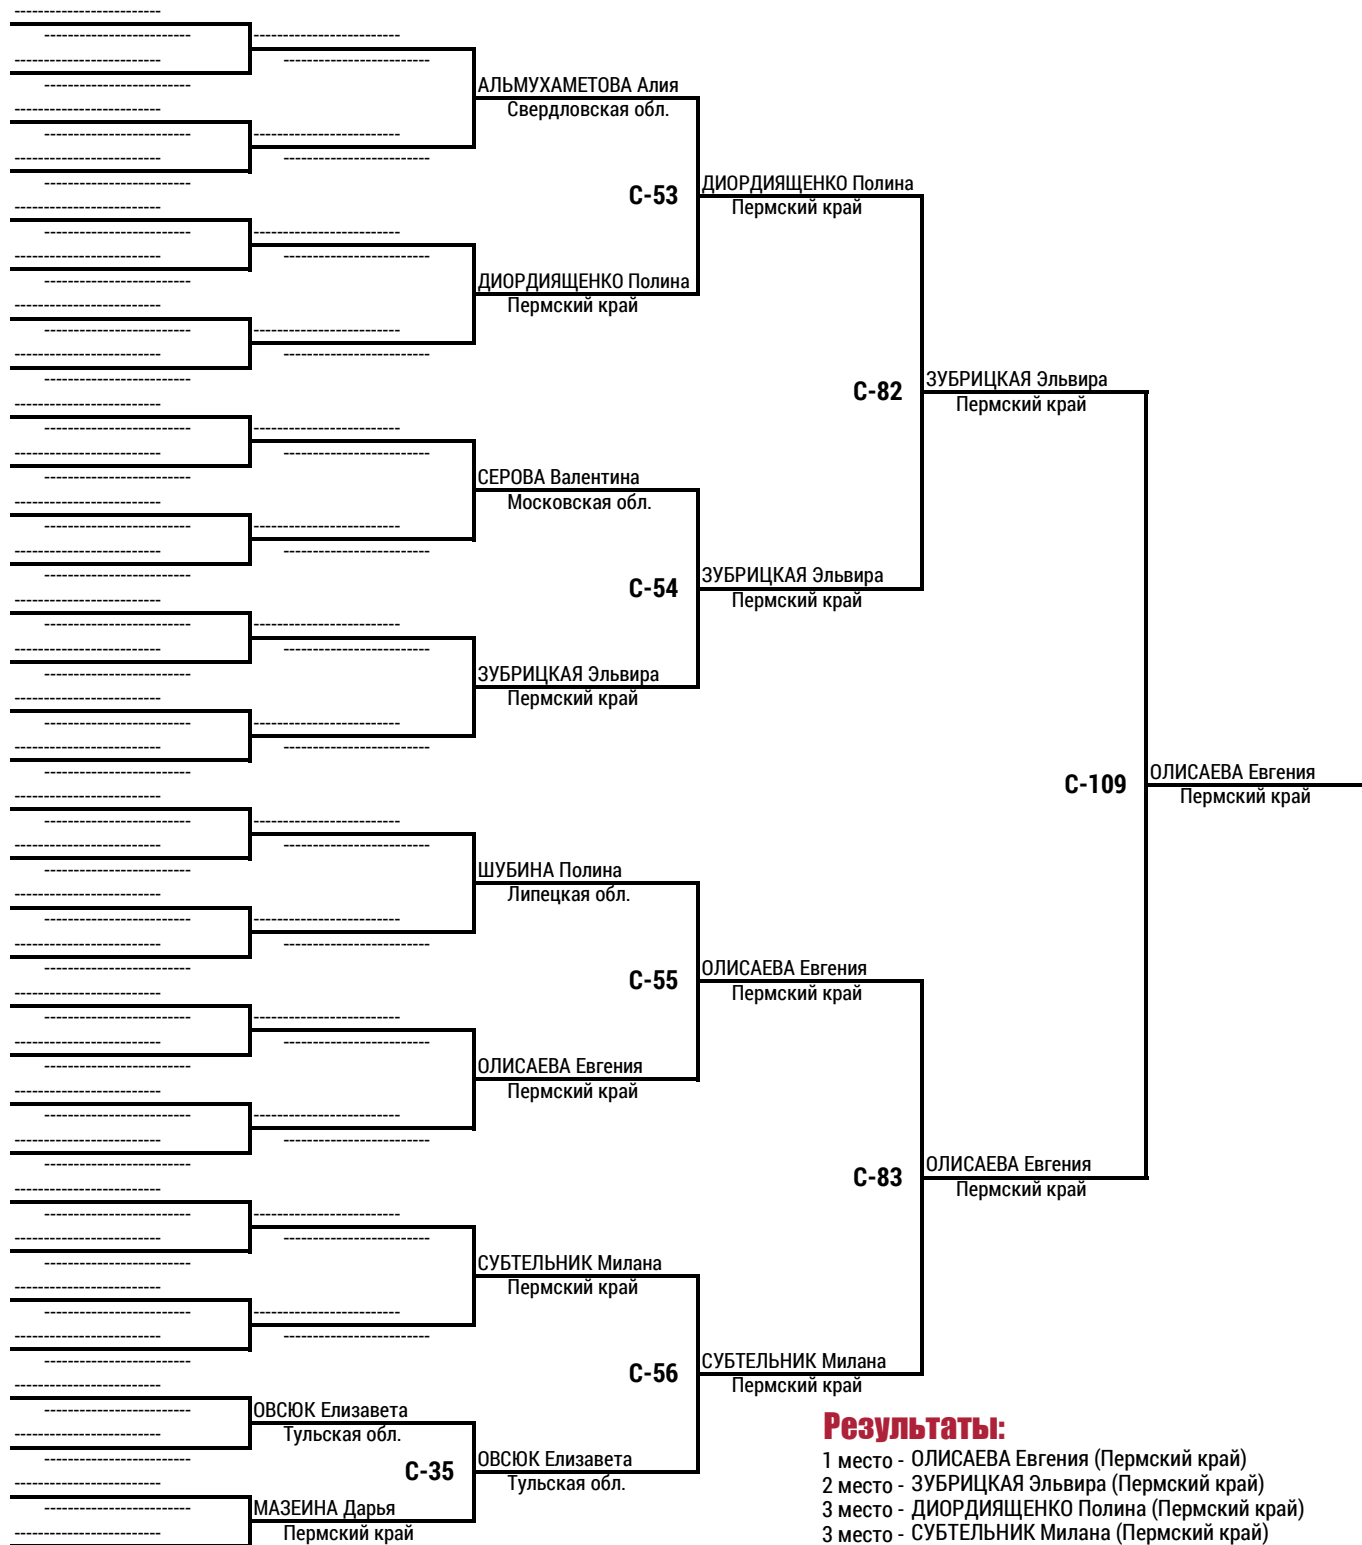 АЛЬМУХАМЕТОВА Алия
Свердловская обл.
С-53
ДИОРДИЯЩЕНКО Полина
Пермский край
ДИОРДИЯЩЕНКО Полина
Пермский край
С-82
ЗУБРИЦКАЯ Эльвира
Пермский край
СЕРОВА Валентина
Московская обл.
С-54
ЗУБРИЦКАЯ Эльвира
Пермский край
ЗУБРИЦКАЯ Эльвира
Пермский край
С-109
ОЛИСАЕВА Евгения
Пермский край
ШУБИНА Полина
Липецкая обл.
С-55
ОЛИСАЕВА Евгения
Пермский край
ОЛИСАЕВА Евгения
Пермский край
С-83
ОЛИСАЕВА Евгения
Пермский край
СУБТЕЛЬНИК Милана
Пермский край
С-56
СУБТЕЛЬНИК Милана
Пермский край
ОВСЮК Елизавета
Тульская обл.
С-35
ОВСЮК Елизавета
Тульская обл.
МАЗЕИНА Дарья
Пермский край
Результаты:
1 место - ОЛИСАЕВА Евгения (Пермский край)
2 место - ЗУБРИЦКАЯ Эльвира (Пермский край)
3 место - ДИОРДИЯЩЕНКО Полина (Пермский край)
3 место - СУБТЕЛЬНИК Милана (Пермский край)